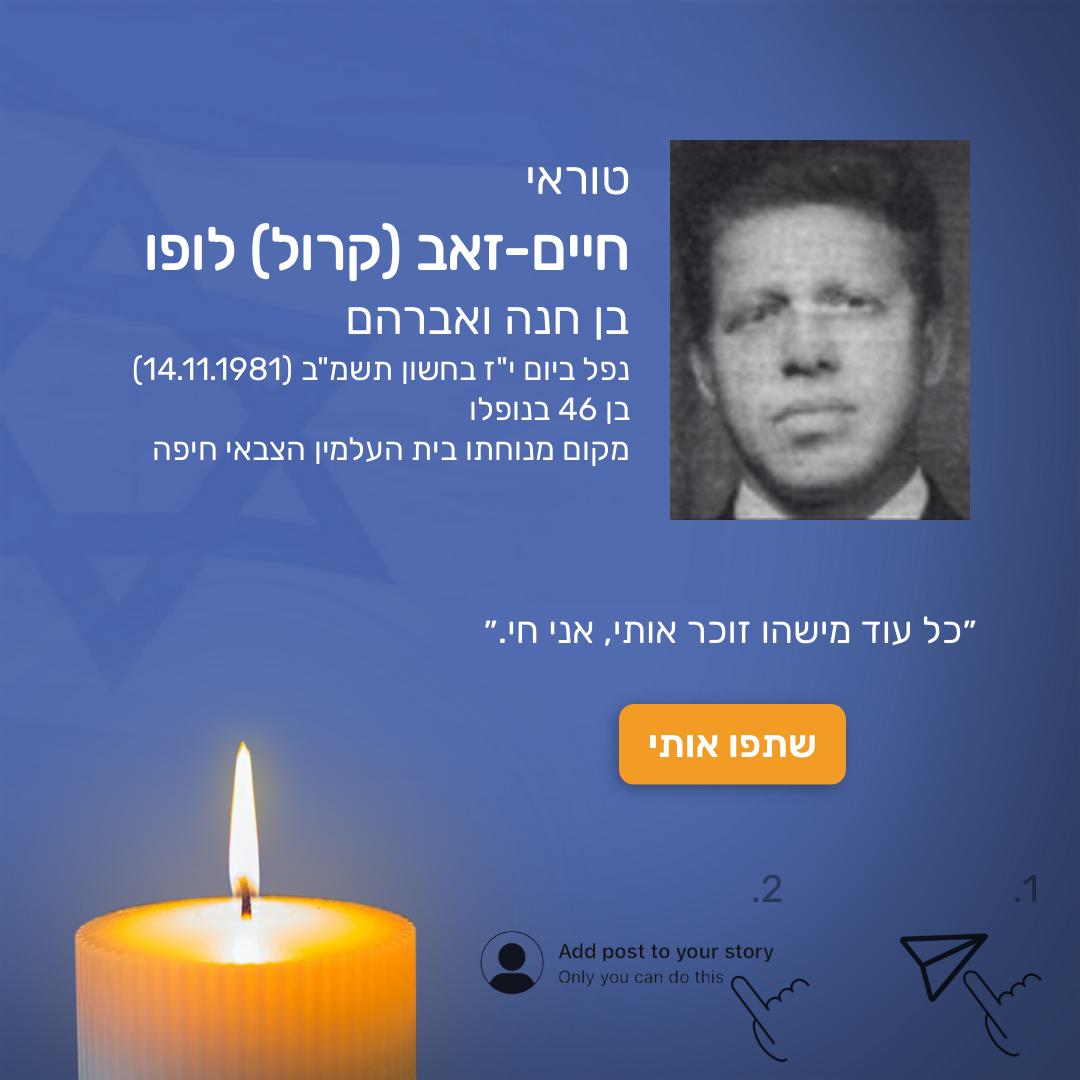 טוראי
חיים-זאב (קרול) לופו
בן חנה ואברהם
נפל ביום י"ז בחשון תשמ"ב (14.11.1981)
בן 46 בנופלו
מקום מנוחתו בית העלמין הצבאי חיפה
״כל עוד מישהו זוכר אותי, אני חי.״
שתפו אותי
1.
2.
Add post to your story
Only you can do this